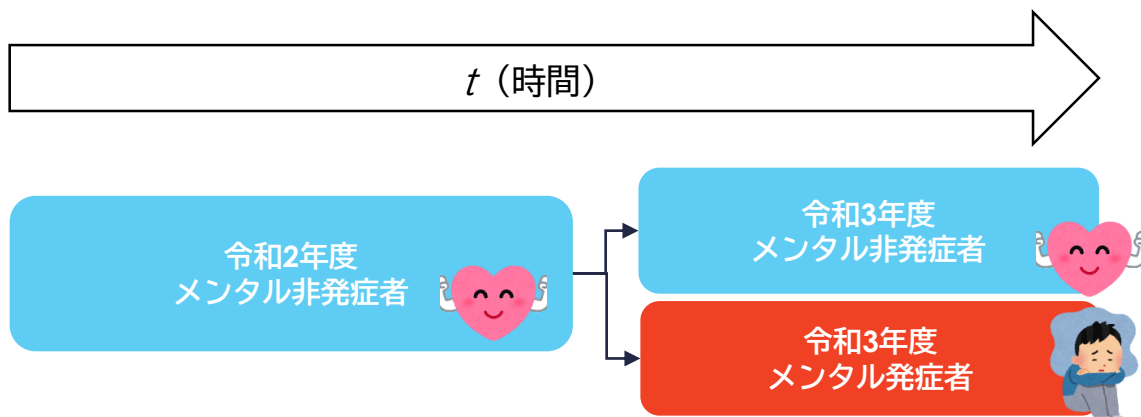 t（時間）
令和2年度
メンタル非発症者
令和3年度
メンタル非発症者
令和3年度
メンタル発症者